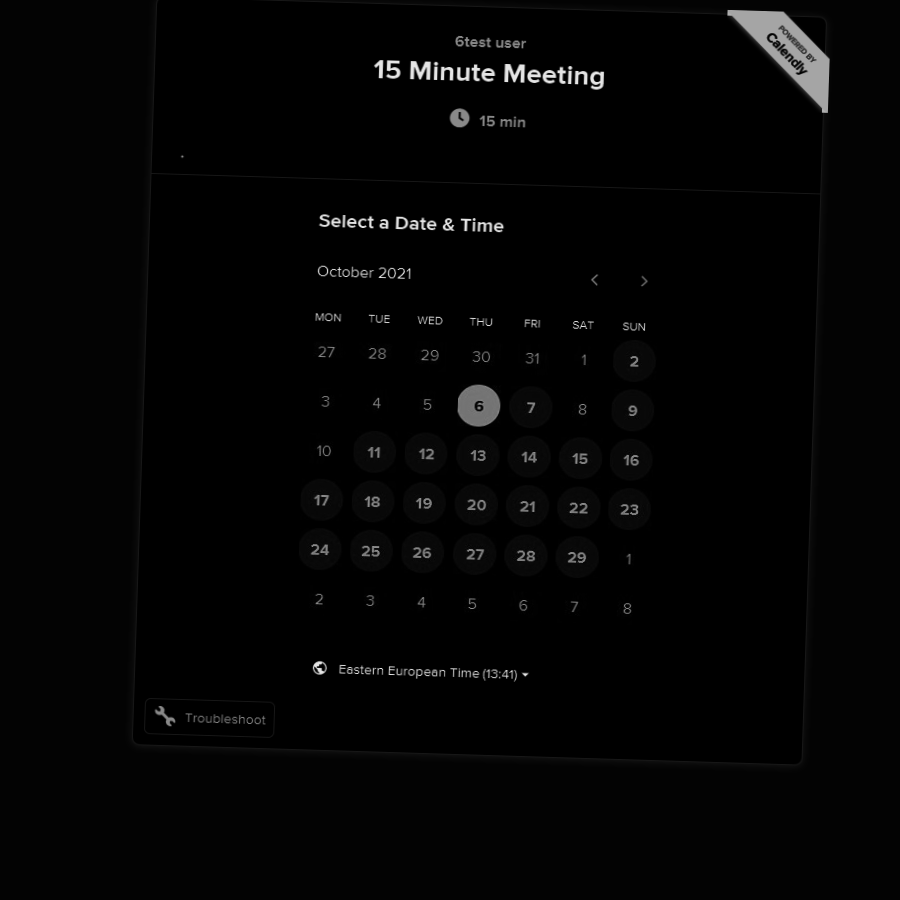 6test user
POWERED BY
Calendly
15 Minute Meeting
15 min
.
Select a Date & Time
October 2021
MON TUE WED THU FRI SAT SUN
27 28 29 30 31 1 2
3 4 5 6 7 8 9
10 11 12 13 14 15 16
17 18 19 20 21 22 23
24 25 26 27 28 29 1
2 3 4 5 6 7 8
Eastern European Time (13:41)
Troubleshoot